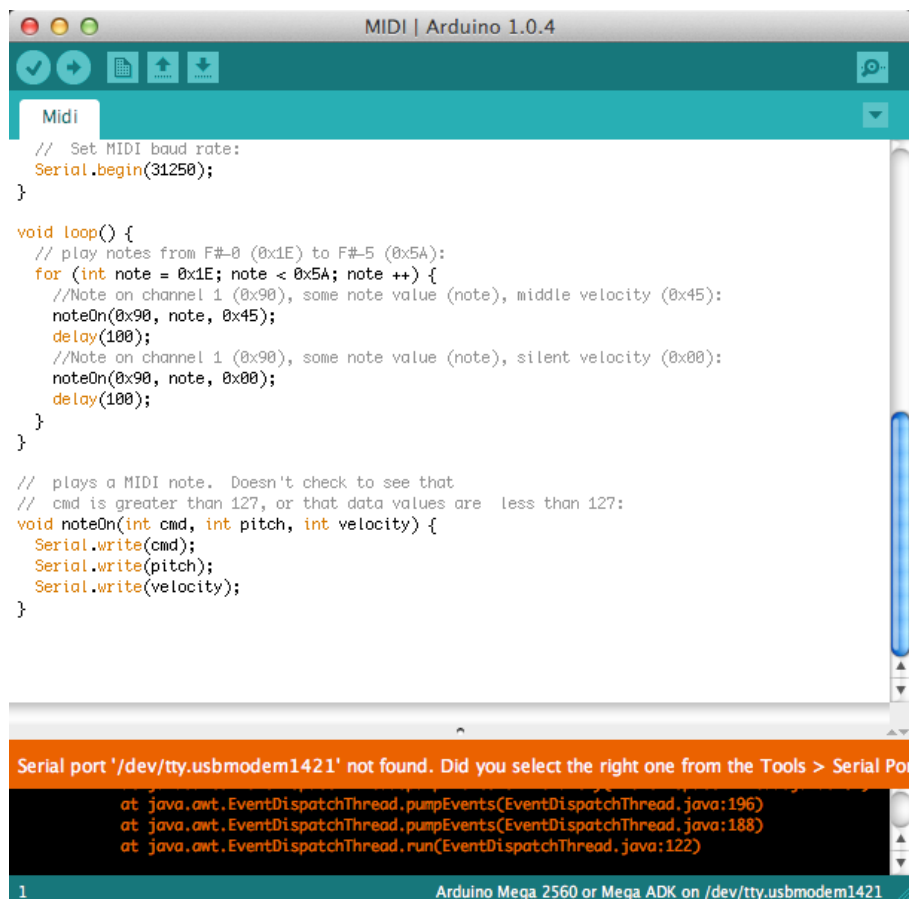 MIDI | Arduino 1.0.4
Midi
//  Set MIDI baud rate:
Serial.begin(31250);
}
void loop() {
// play notes from F#-0 (0x1E) to F#-5 (0x5A):
for (int note = 0x1E; note < 0x5A; note ++) {
//Note on channel 1 (0x90), some note value (note), middle velocity (0x45):
noteOn(0x90, note, 0x45);
delay(100);
//Note on channel 1 (0x90), some note value (note), silent velocity (0x00):
noteOn(0x90, note, 0x00);
delay(100);
}
}
//  plays a MIDI note.  Doesn't check to see that
//  cmd is greater than 127, or that data values are  less than 127:
void noteOn(int cmd, int pitch, int velocity) {
Serial.write(cmd);
Serial.write(pitch);
Serial.write(velocity);
}
Serial port '/dev/tty.usbmodem1421' not found. Did you select the right one from the Tools > Serial Por
at java.awt.EventDispatchThread.pumpEvents(EventDispatchThread.java:196)
at java.awt.EventDispatchThread.pumpEvents(EventDispatchThread.java:188)
at java.awt.EventDispatchThread.run(EventDispatchThread.java:122)
1
Arduino Mega 2560 or Mega ADK on /dev/tty.usbmodem1421